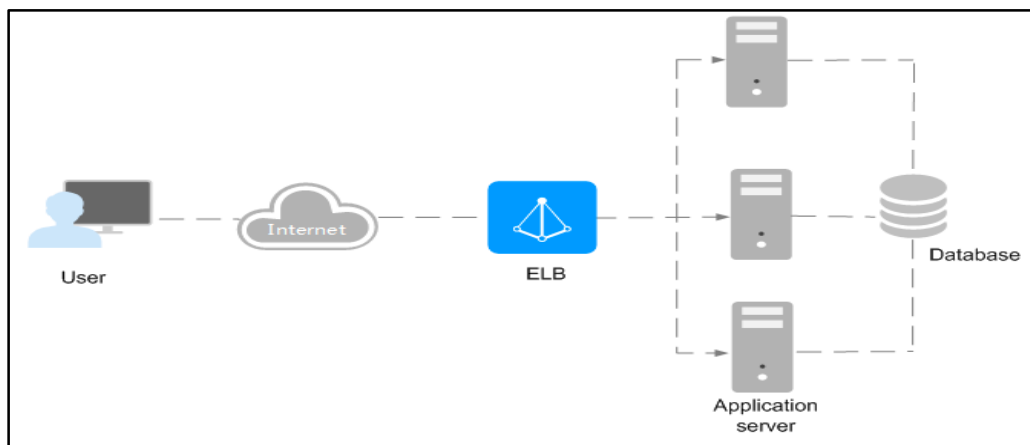 Internet
User
ELB
Database
Application
server